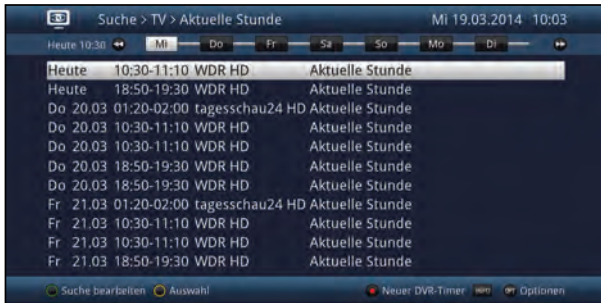 Suche > TV > Aktuelle Stunde Mi 19.03.2014 10:03
Heute 10:30 Mi Do Fr Sa So Mo Di
Heute 10:30-11:10 WDR HD Aktuelle Stunde
Heute 18:50-19:30 WDR HD Aktuelle Stunde
Do 20.03 01:20-02:00 tagesschau24 HD Aktuelle Stunde
Do 20.03 10:30-11:10 WDR HD Aktuelle Stunde
Do 20.03 10:30-11:10 WDR HD Aktuelle Stunde
Do 20.03 18:50-19:30 WDR HD Aktuelle Stunde
Do 20.03 18:50-19:30 WDR HD Aktuelle Stunde
Fr 21.03 01:20-02:00 tagesschau24 HD Aktuelle Stunde
Fr 21.03 10:30-11:10 WDR HD Aktuelle Stunde
Fr 21.03 10:30-11:10 WDR HD Aktuelle Stunde
Fr 21.03 18:50-19:30 WDR HD Aktuelle Stunde
Suche bearbeiten Auswahl Neuer DVR-Timer INFO OPT Optionen